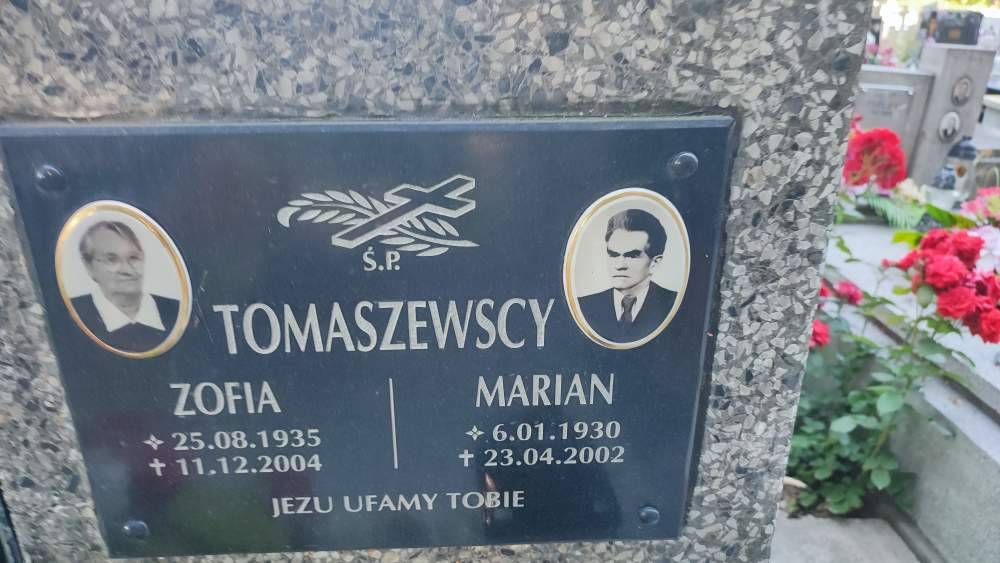 Ś.P.
TOMASZEWSCY
ZOFIA
✧ 25.08.1935
✝ 11.12.2004
MARIAN
✧ 6.01.1930
✝ 23.04.2002
JEZU UFAMY TOBIE